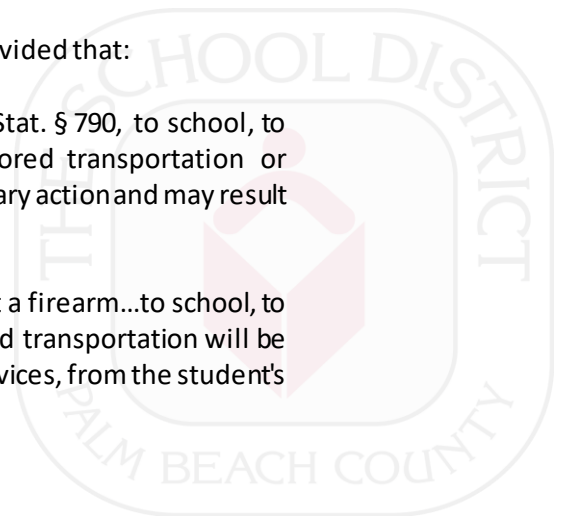 vided that:
Stat. § 790, to school, to
ored transportation or
ary action and may result
t a firearm...to school, to
d transportation will be
vices, from the student's
THE SCHOOL DISTRICT
PALM BEACH COUNTY